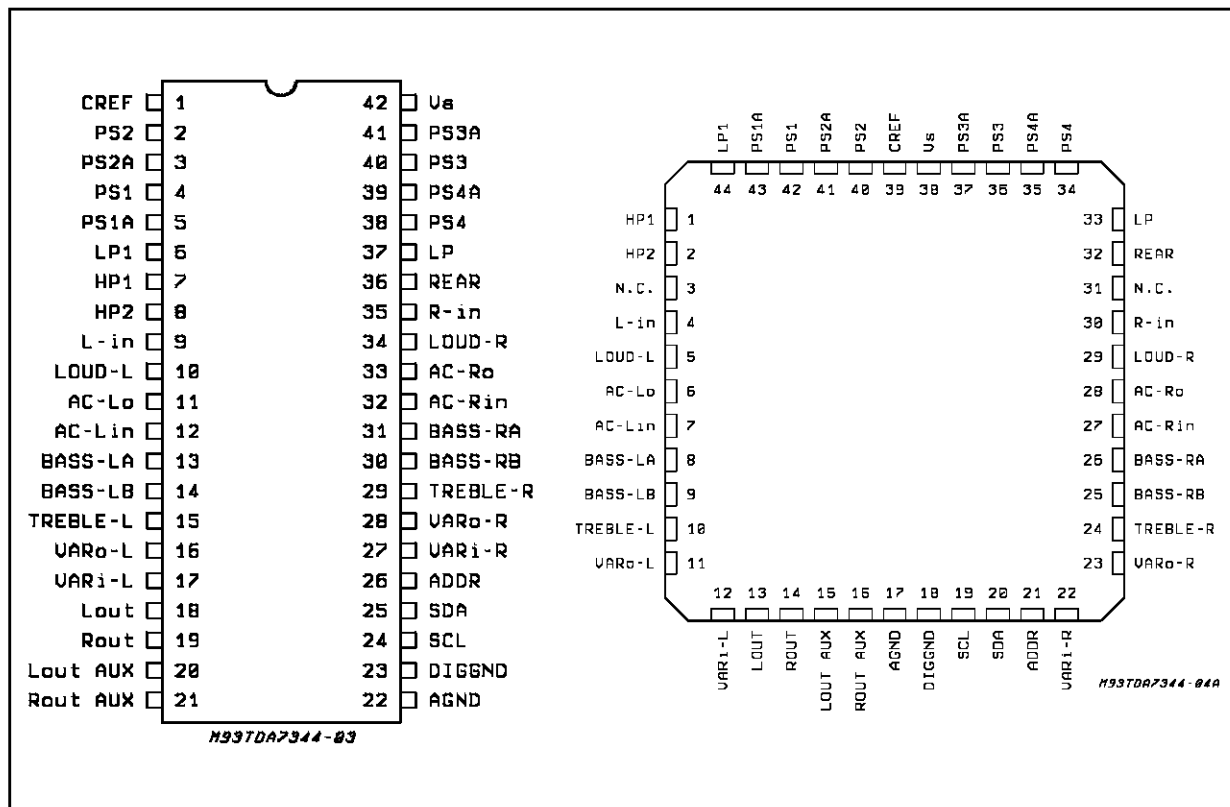 CREF 1 42 Vs
PS2 2 41 PS3A
PS2A 3 40 PS3
PS1 4 39 PS4A
PS1A 5 38 PS4
LP1 6 37 LP
HP1 7 36 REAR
HP2 8 35 R-in
L-in 9 34 LOUD-R
LOUD-L 10 33 AC-Ro
AC-Lo 11 32 AC-Rin
AC-Lin 12 31 BASS-RA
BASS-LA 13 30 BASS-RB
BASS-LB 14 29 TREBLE-R
TREBLE-L 15 28 VARo-R
VARo-L 16 27 VARi-R
VARi-L 17 26 ADDR
Lout 18 25 SDA
Rout 19 24 SCL
Lout AUX 20 23 DIGGND
Rout AUX 21 22 AGND
M93TDA7344-03
LP1 PS1A PS1 PS2A PS2 CREF Vs PS3A PS3 PS4A PS4
44 43 42 41 40 39 38 37 36 35 34
HP1 1 33 LP
HP2 2 32 REAR
N.C. 3 31 N.C.
L-in 4 30 R-in
LOUD-L 5 29 LOUD-R
AC-Lo 6 28 AC-Ro
AC-Lin 7 27 AC-Rin
BASS-LA 8 26 BASS-RA
BASS-LB 9 25 BASS-RB
TREBLE-L 10 24 TREBLE-R
VARo-L 11 23 VARo-R
12 13 14 15 16 17 18 19 20 21 22
VARi-L LOUT ROUT LOUT AUX ROUT AUX AGND DIGGND SCL SDA ADDR VARi-R
M93TDA7344-04A